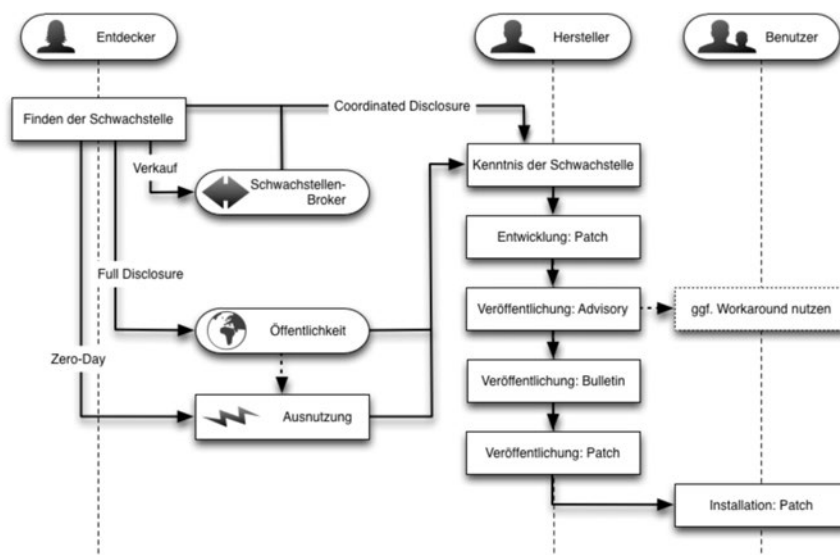 Entdecker
Hersteller
Benutzer
Finden der Schwachstelle
Coordinated Disclosure
Verkauf
Schwachstellen-
Broker
Kenntnis der Schwachstelle
Entwicklung: Patch
Full Disclosure
Veröffentlichung: Advisory
ggf. Workaround nutzen
Öffentlichkeit
Zero-Day
Veröffentlichung: Bulletin
Ausnutzung
Veröffentlichung: Patch
Installation: Patch